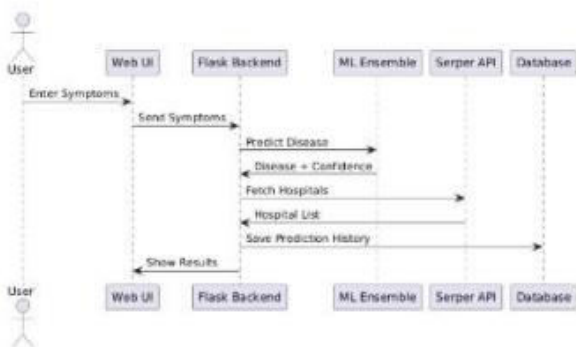 User
Web UI Flask Backend ML Ensemble Serper API Database
Enter Symptoms
Send Symptoms
Predict Disease
Disease + Confidence
Fetch Hospitals
Hospital List
Save Prediction History
Show Results
User
Web UI Flask Backend ML Ensemble Serper API Database